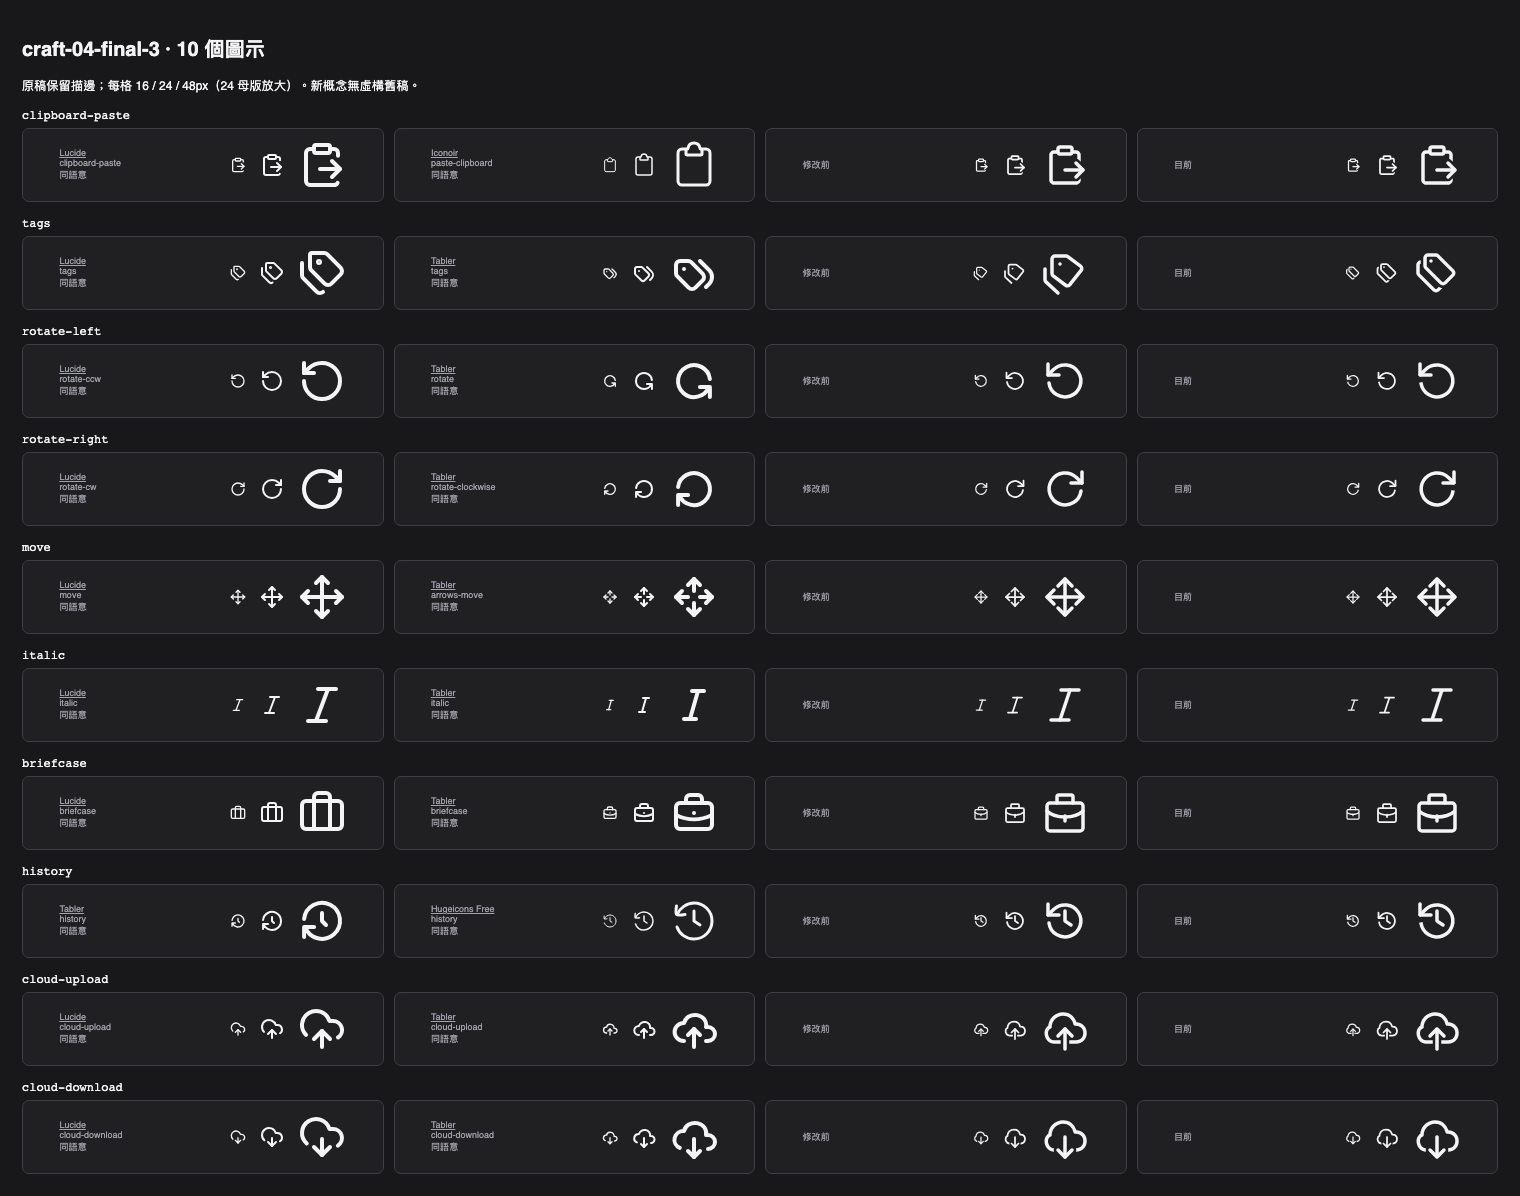 craft-04-final-3 · 10 個圖示
原稿保留描邊；每格 16 / 24 / 48px（24 母版放大）。新概念無虛構舊稿。
clipboard-paste
Lucide
clipboard-paste
同語意
Iconoir
paste-clipboard
同語意
修改前
目前
tags
Lucide
tags
同語意
Tabler
tags
同語意
修改前
目前
rotate-left
Lucide
rotate-ccw
同語意
Tabler
rotate
同語意
修改前
目前
rotate-right
Lucide
rotate-cw
同語意
Tabler
rotate-clockwise
同語意
修改前
目前
move
Lucide
move
同語意
Tabler
arrows-move
同語意
修改前
目前
italic
Lucide
italic
同語意
Tabler
italic
同語意
修改前
目前
briefcase
Lucide
briefcase
同語意
Tabler
briefcase
同語意
修改前
目前
history
Tabler
history
同語意
Hugeicons Free
history
同語意
修改前
目前
cloud-upload
Lucide
cloud-upload
同語意
Tabler
cloud-upload
同語意
修改前
目前
cloud-download
Lucide
cloud-download
同語意
Tabler
cloud-download
同語意
修改前
目前